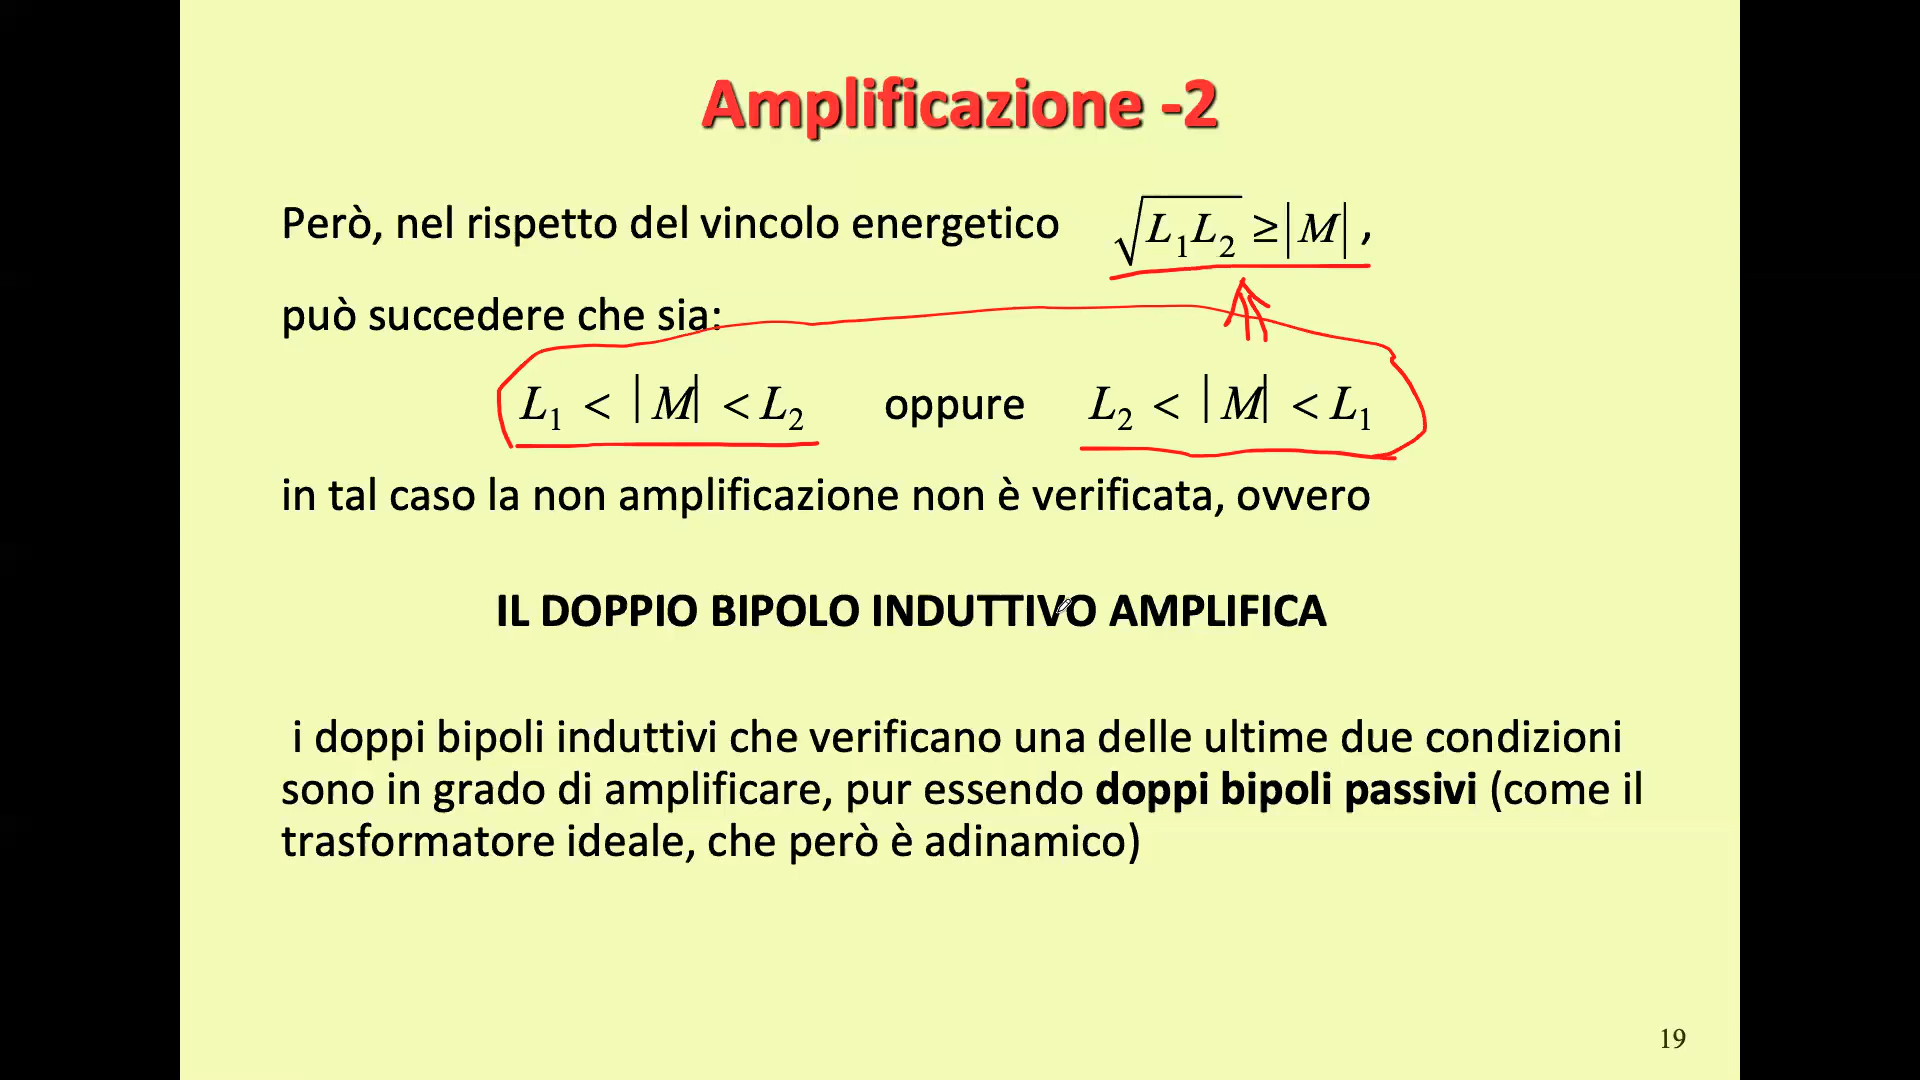 Amplificazione -2
Però, nel rispetto del vincolo energetico √L₁L₂ ≥ |M| ,
può succedere che sia:
L₁ < |M| < L₂ oppure L₂ < |M| < L₁
in tal caso la non amplificazione non è verificata, ovvero
IL DOPPIO BIPOLO INDUTTIVO AMPLIFICA
i doppi bipoli induttivi che verificano una delle ultime due condizioni
sono in grado di amplificare, pur essendo doppi bipoli passivi (come il
trasformatore ideale, che però è adinamico)
19